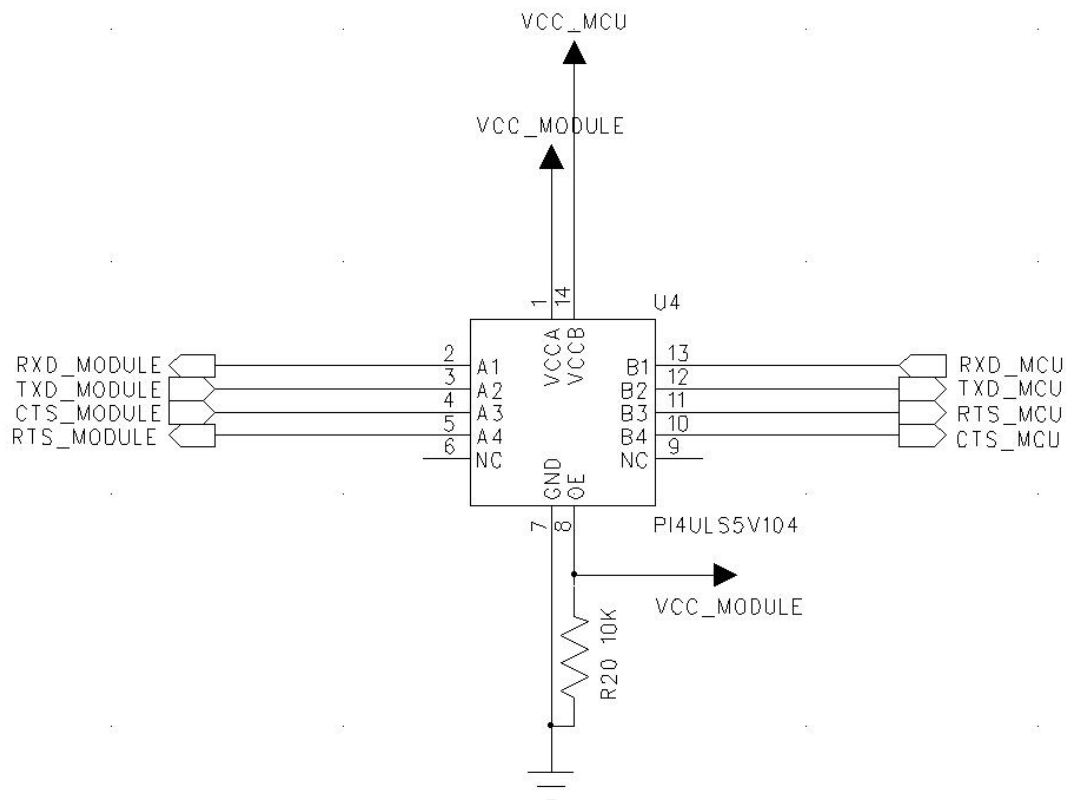 VCC_MCU
VCC_MODULE
1
14
U4
VCCA
VCCB
RXD_MODULE
2
A1
B1
13
RXD_MCU
TXD_MODULE
3
A2
B2
12
TXD_MCU
CTS_MODULE
4
A3
B3
11
RTS_MCU
RTS_MODULE
5
A4
B4
10
CTS_MCU
6
NC
NC
9
GND
OE
7
8
PI4ULS5V104
VCC_MODULE
R20 10K